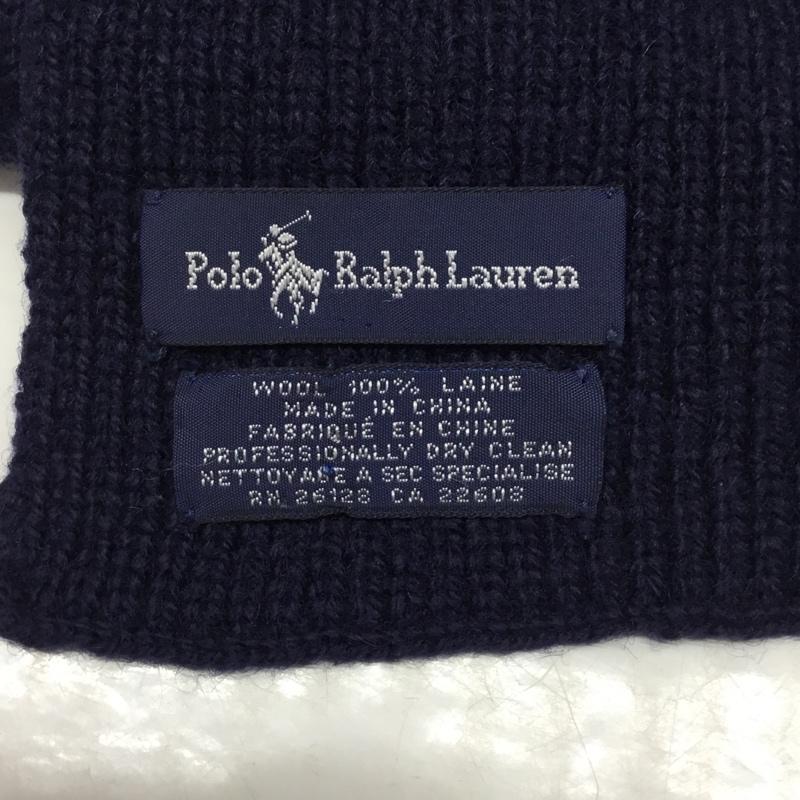 Polo Ralph Lauren
WOOL 100% LAINE
MADE IN CHINA
FABRIQUÉ EN CHINE
PROFESSIONALLY DRY CLEAN
NETTOYAGE A SEC SPECIALISE
RN 26128 CA 22608